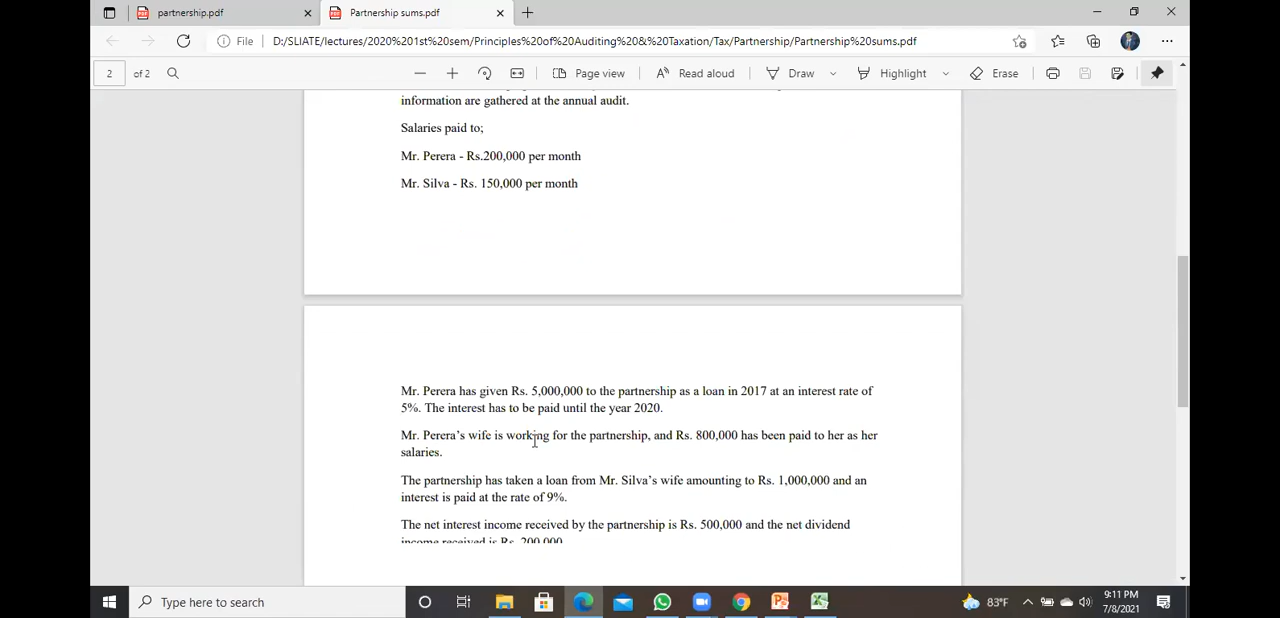 partnership.pdf
Partnership sums.pdf
File
D:/SLIATE/lectures/2020%201st%20sem/Principles%20of%20Auditing%20&%20Taxation/Tax/Partnership/Partnership%20sums.pdf
2 of 2
Page view
Read aloud
Draw
Highlight
Erase
information are gathered at the annual audit.
Salaries paid to;
Mr. Perera - Rs.200,000 per month
Mr. Silva - Rs. 150,000 per month
Mr. Perera has given Rs. 5,000,000 to the partnership as a loan in 2017 at an interest rate of
5%. The interest has to be paid until the year 2020.
Mr. Perera’s wife is working for the partnership, and Rs. 800,000 has been paid to her as her
salaries.
The partnership has taken a loan from Mr. Silva’s wife amounting to Rs. 1,000,000 and an
interest is paid at the rate of 9%.
The net interest income received by the partnership is Rs. 500,000 and the net dividend
income received is Rs. 200,000
Type here to search
83°F
9:11 PM
7/8/2021